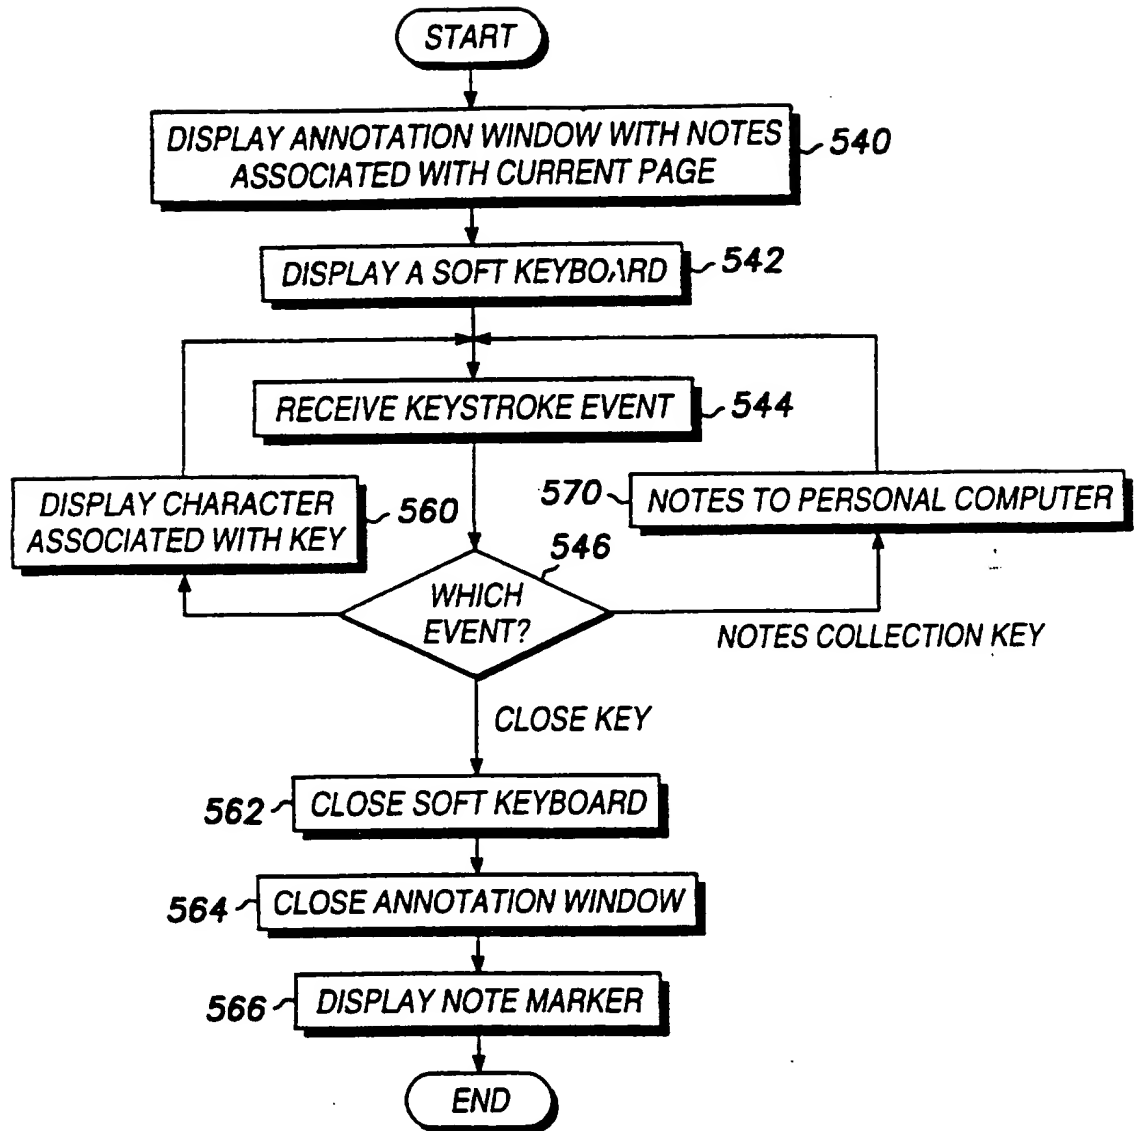 START
DISPLAY ANNOTATION WINDOW WITH NOTES
ASSOCIATED WITH CURRENT PAGE
540
DISPLAY A SOFT KEYBOARD
542
RECEIVE KEYSTROKE EVENT
544
DISPLAY CHARACTER
ASSOCIATED WITH KEY
560
570
NOTES TO PERSONAL COMPUTER
546
WHICH
EVENT?
NOTES COLLECTION KEY
CLOSE KEY
562
CLOSE SOFT KEYBOARD
564
CLOSE ANNOTATION WINDOW
566
DISPLAY NOTE MARKER
END